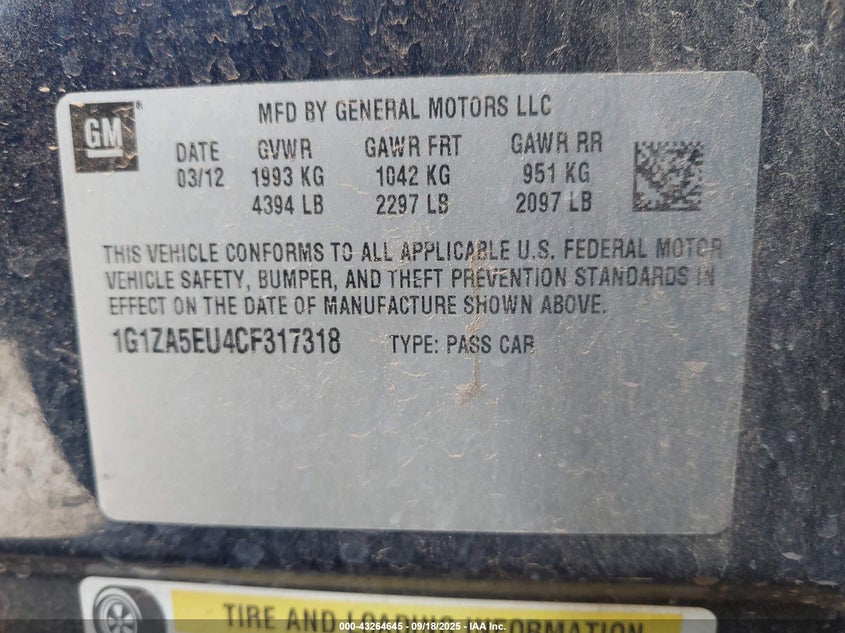 GM®
MFD BY GENERAL MOTORS LLC
DATE GVWR GAWR FRT GAWR RR
03/12 1993 KG 1042 KG 951 KG
4394 LB 2297 LB 2097 LB
THIS VEHICLE CONFORMS TO ALL APPLICABLE U.S. FEDERAL MOTOR
VEHICLE SAFETY, BUMPER, AND THEFT PREVENTION STANDARDS IN
EFFECT ON THE DATE OF MANUFACTURE SHOWN ABOVE.
1G1ZA5EU4CF317318 TYPE: PASS CAR
TIRE AND LOADING INFORMATION
000-43264645 - 09/18/2025 - IAA